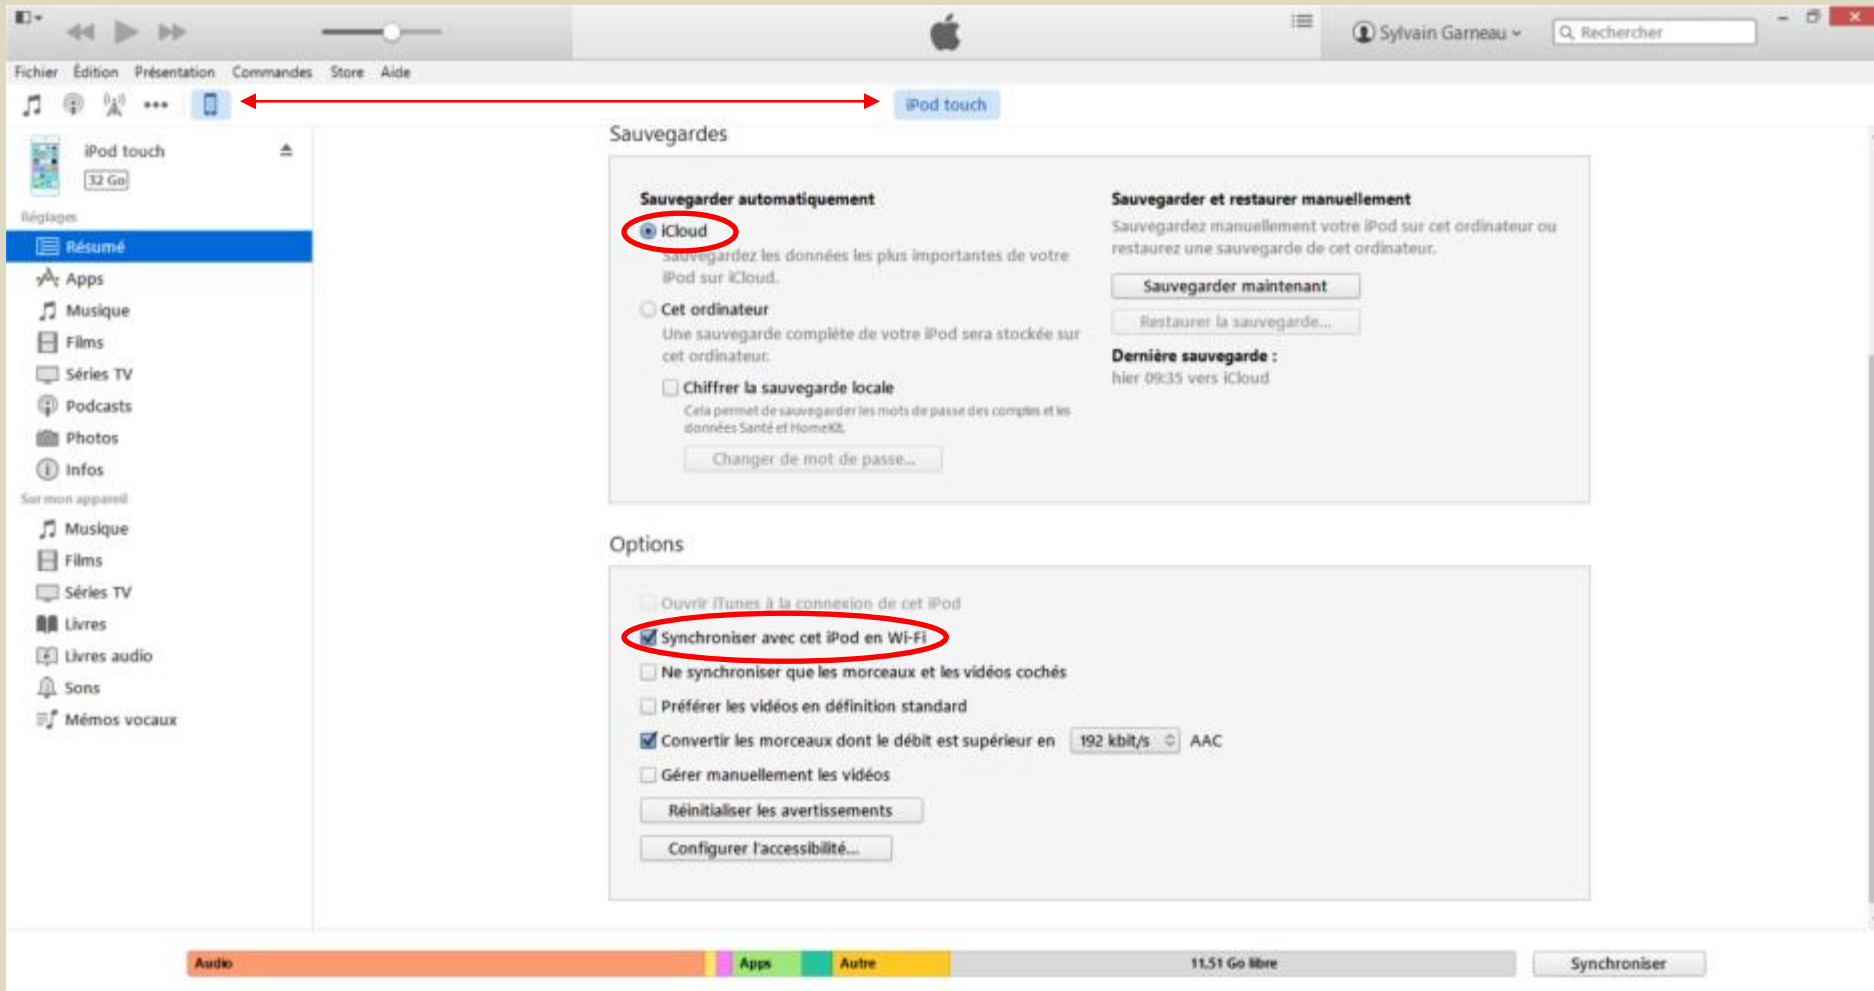 Sylvain Garneau
Rechercher
Fichier Édition Présentation Commandes Store Aide
iPod touch
iPod touch
32 Go
Réglages
Résumé
Apps
Musique
Films
Séries TV
Podcasts
Photos
Infos
Sur mon appareil
Musique
Films
Séries TV
Livres
Livres audio
Sons
Mémos vocaux
Sauvegardes
Sauvegarder automatiquement
iCloud
Sauvegardez les données les plus importantes de votre
iPod sur iCloud.
Cet ordinateur
Une sauvegarde complète de votre iPod sera stockée sur
cet ordinateur.
Chiffrer la sauvegarde locale
Cela permet de sauvegarder les mots de passe des comptes et les
données Santé et HomeKit.
Changer de mot de passe...
Sauvegarder et restaurer manuellement
Sauvegardez manuellement votre iPod sur cet ordinateur ou
restaurez une sauvegarde de cet ordinateur.
Sauvegarder maintenant
Restaurer la sauvegarde...
Dernière sauvegarde :
hier 09:35 vers iCloud
Options
Ouvrir iTunes à la connexion de cet iPod
Synchroniser avec cet iPod en Wi-Fi
Ne synchroniser que les morceaux et les vidéos cochés
Préférer les vidéos en définition standard
Convertir les morceaux dont le débit est supérieur en 192 kbit/s AAC
Gérer manuellement les vidéos
Réinitialiser les avertissements
Configurer l'accessibilité...
Audio Apps Autre 11,51 Go libre Synchroniser